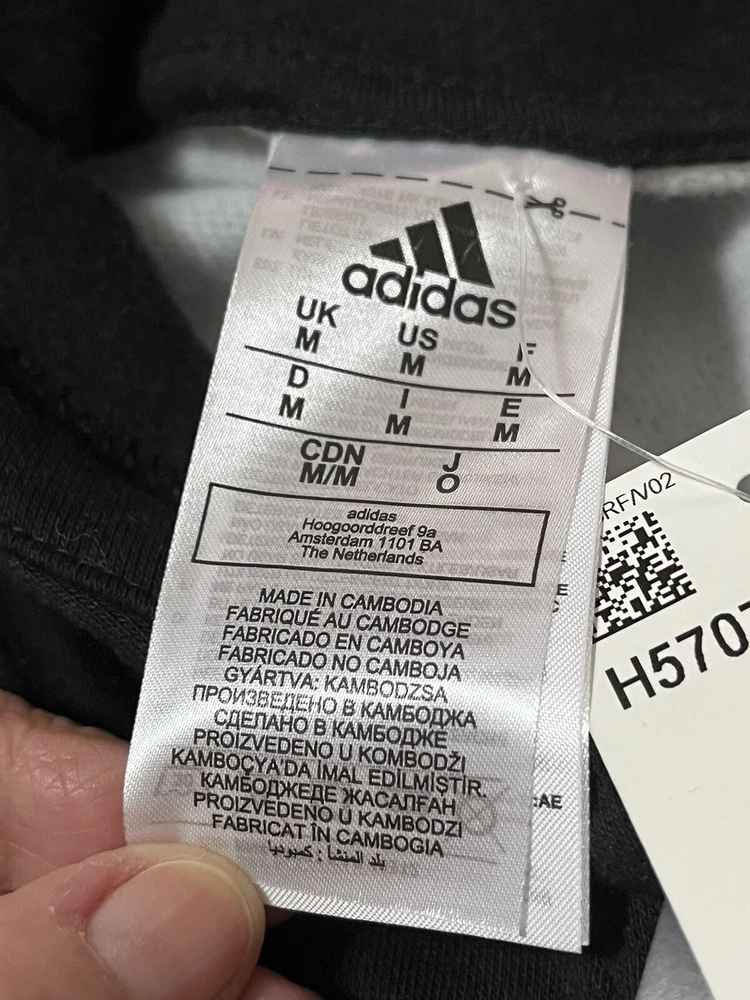 adidas
UK US F
M M M
D I E
M M M
CDN J
M/M O
adidas
Hoogoorddreef 9a
Amsterdam 1101 BA
The Netherlands
MADE IN CAMBODIA
FABRIQUÉ AU CAMBODGE
FABRICADO EN CAMBOYA
FABRICADO NO CAMBOJA
GYÁRTVA: KAMBODZSA
ПРОИЗВЕДЕНО В КАМБОДЖА
СДЕЛАНО В КАМБОДЖЕ
PROIZVEDENO U KOMBODŽI
KAMBOÇYA'DA IMAL EDİLMİŞTİR.
КАМБОДЖЕДЕ ЖАСАЛҒАН
PROIZVEDENO U KAMBODZI
FABRICAT ÎN CAMBOGIA
بلد المنشأ : كمبوديا
RF/V02
H570